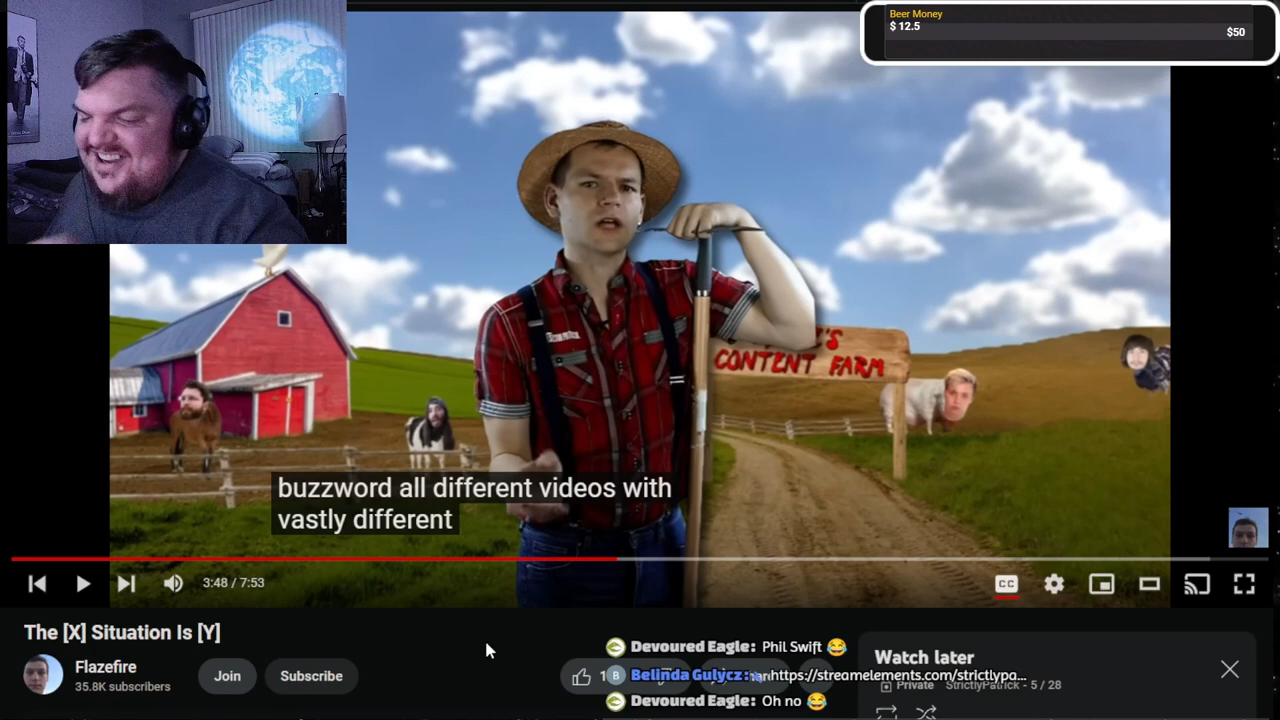 Beer Money
$ 12.5
$50
CONTENT FARM
buzzword all different videos with
vastly different
3:48 / 7:53
CC
The [X] Situation Is [Y]
Flazefire
35.8K subscribers
Join
Subscribe
Devoured Eagle: Phil Swift 😂
B Belinda Gulycz: https://streamelements.com/strictlypa...
Devoured Eagle: Oh no 😂
Watch later
Private StrictlyPatrick - 5 / 28